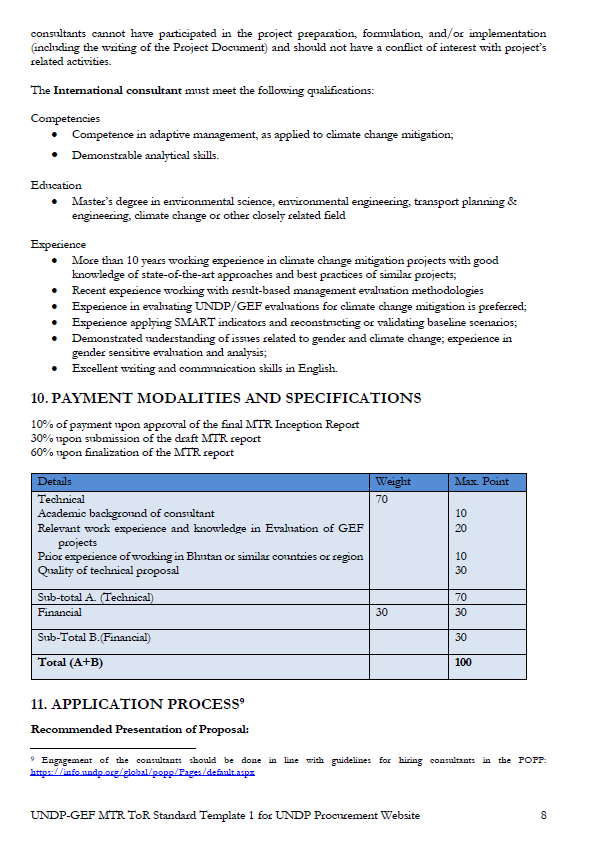 consultants cannot have participated in the project preparation, formulation, and/or implementation
(including the writing of the Project Document) and should not have a conflict of interest with project's
related activities.
The International consultant must meet the following qualifications:
Competencies
• Competence in adaptive management, as applied to climate change mitigation;
• Demonstrable analytical skills.
Education
• Master's degree in environmental science, environmental engineering, transport planning &
engineering, climate change or other closely related field
Experience
• More than 10 years working experience in climate change mitigation projects with good
knowledge of state-of-the-art approaches and best practices of similar projects;
• Recent experience working with result-based management evaluation methodologies
• Experience in evaluating UNDP/GEF evaluations for climate change mitigation is preferred;
• Experience applying SMART indicators and reconstructing or validating baseline scenarios;
• Demonstrated understanding of issues related to gender and climate change; experience in
gender sensitive evaluation and analysis;
• Excellent writing and communication skills in English.
10. PAYMENT MODALITIES AND SPECIFICATIONS
10% of payment upon approval of the final MTR Inception Report
30% upon submission of the draft MTR report
60% upon finalization of the MTR report
Details Weight Max. Point
Technical 70
Academic background of consultant 10
Relevant work experience and knowledge in Evaluation of GEF 20
projects
Prior experience of working in Bhutan or similar countries or region 10
Quality of technical proposal 30
Sub-total A. (Technical) 70
Financial 30 30
Sub-Total B.(Financial) 30
Total (A+B) 100
11. APPLICATION PROCESS⁹
Recommended Presentation of Proposal:
⁹ Engagement of the consultants should be done in line with guidelines for hiring consultants in the POPP:
https://info.undp.org/global/popp/Pages/default.aspx
UNDP-GEF MTR ToR Standard Template 1 for UNDP Procurement Website 8